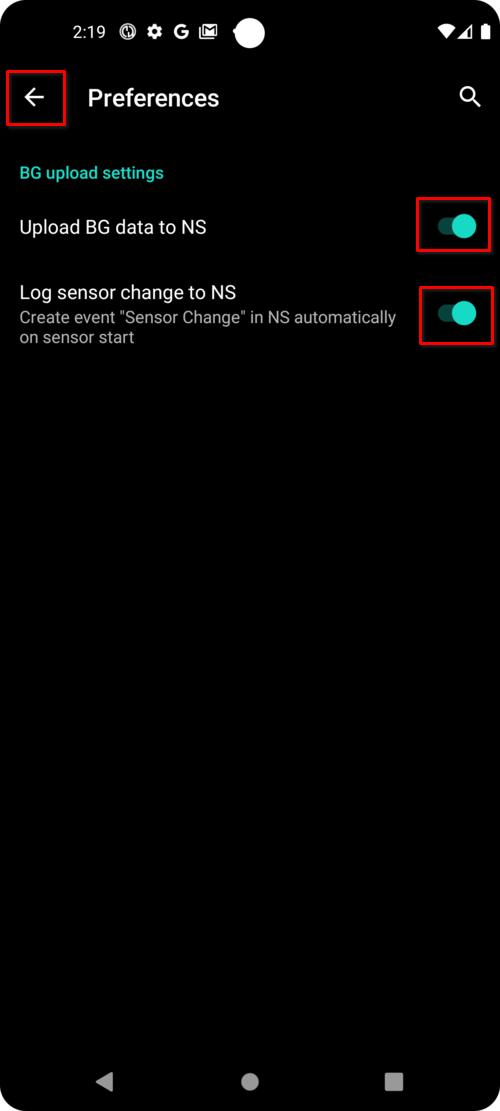 2:19
Preferences
BG upload settings
Upload BG data to NS
Log sensor change to NS
Create event "Sensor Change" in NS automatically
on sensor start